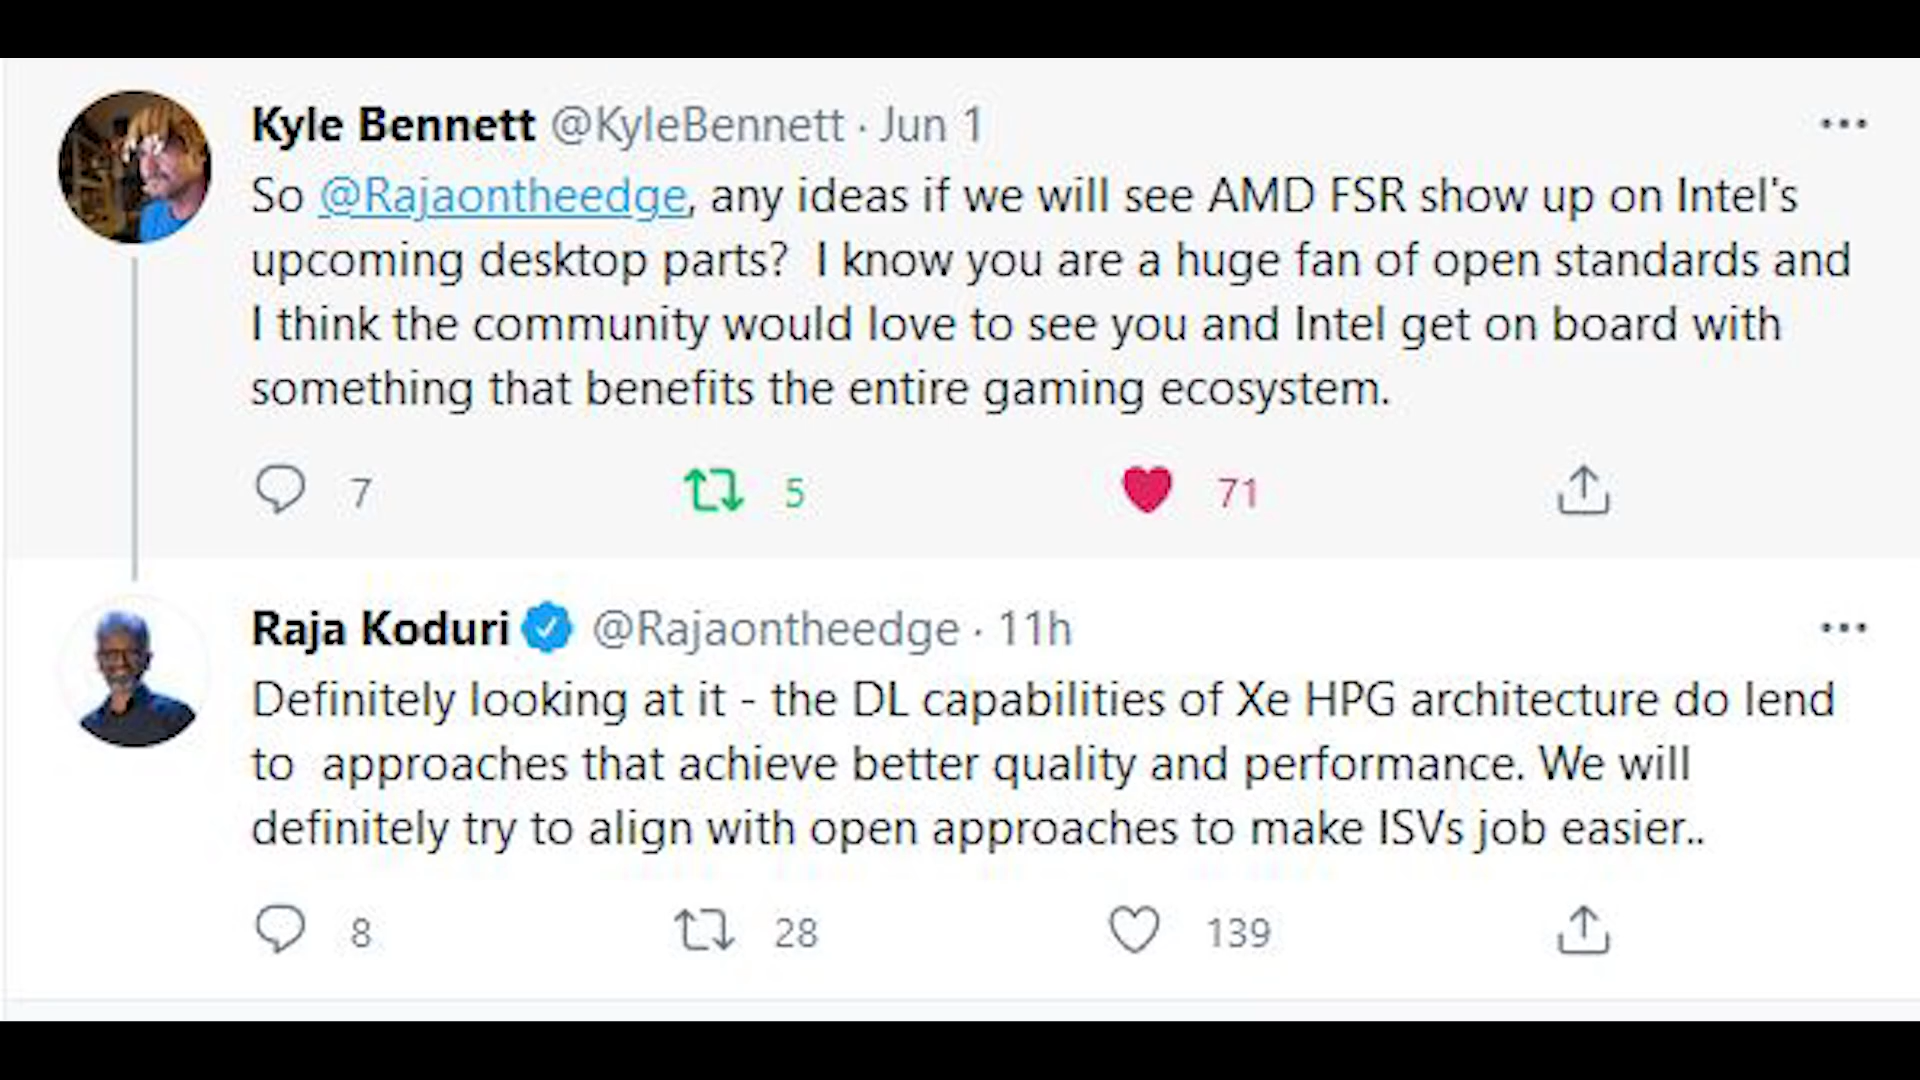 Kyle Bennett @KyleBennett · Jun 1
So @Rajaontheedge, any ideas if we will see AMD FSR show up on Intel's
upcoming desktop parts?  I know you are a huge fan of open standards and
I think the community would love to see you and Intel get on board with
something that benefits the entire gaming ecosystem.
7 5 71
Raja Koduri @Rajaontheedge · 11h
Definitely looking at it - the DL capabilities of Xe HPG architecture do lend
to  approaches that achieve better quality and performance. We will
definitely try to align with open approaches to make ISVs job easier..
8 28 139